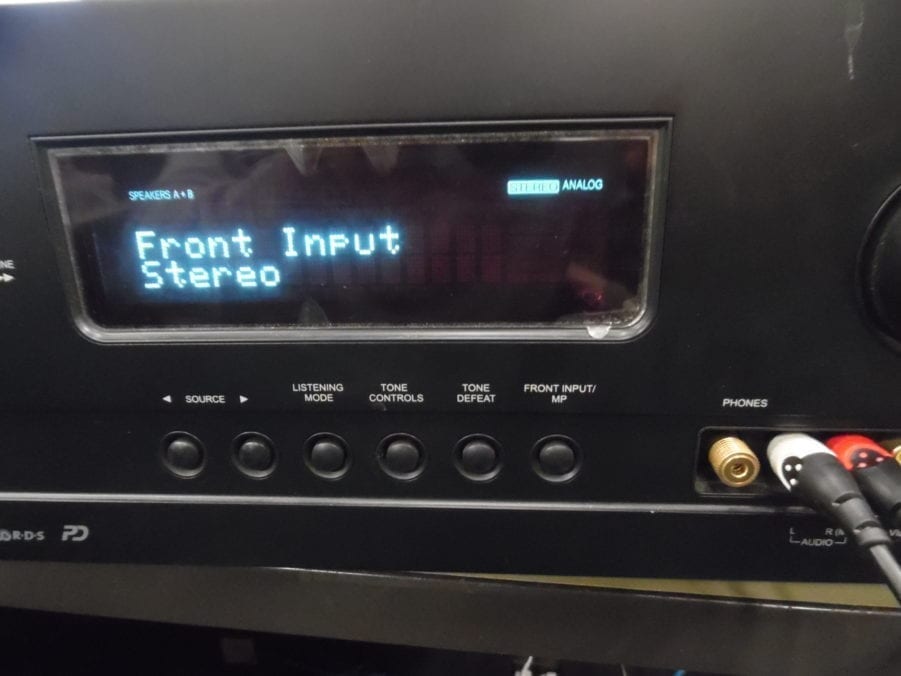 SPEAKERS A+B
STEREO ANALOG
Front Input
Stereo
◄ SOURCE ►
LISTENING
MODE
TONE
CONTROLS
TONE
DEFEAT
FRONT INPUT/
MP
PHONES
R·D·S
L
R
AUDIO